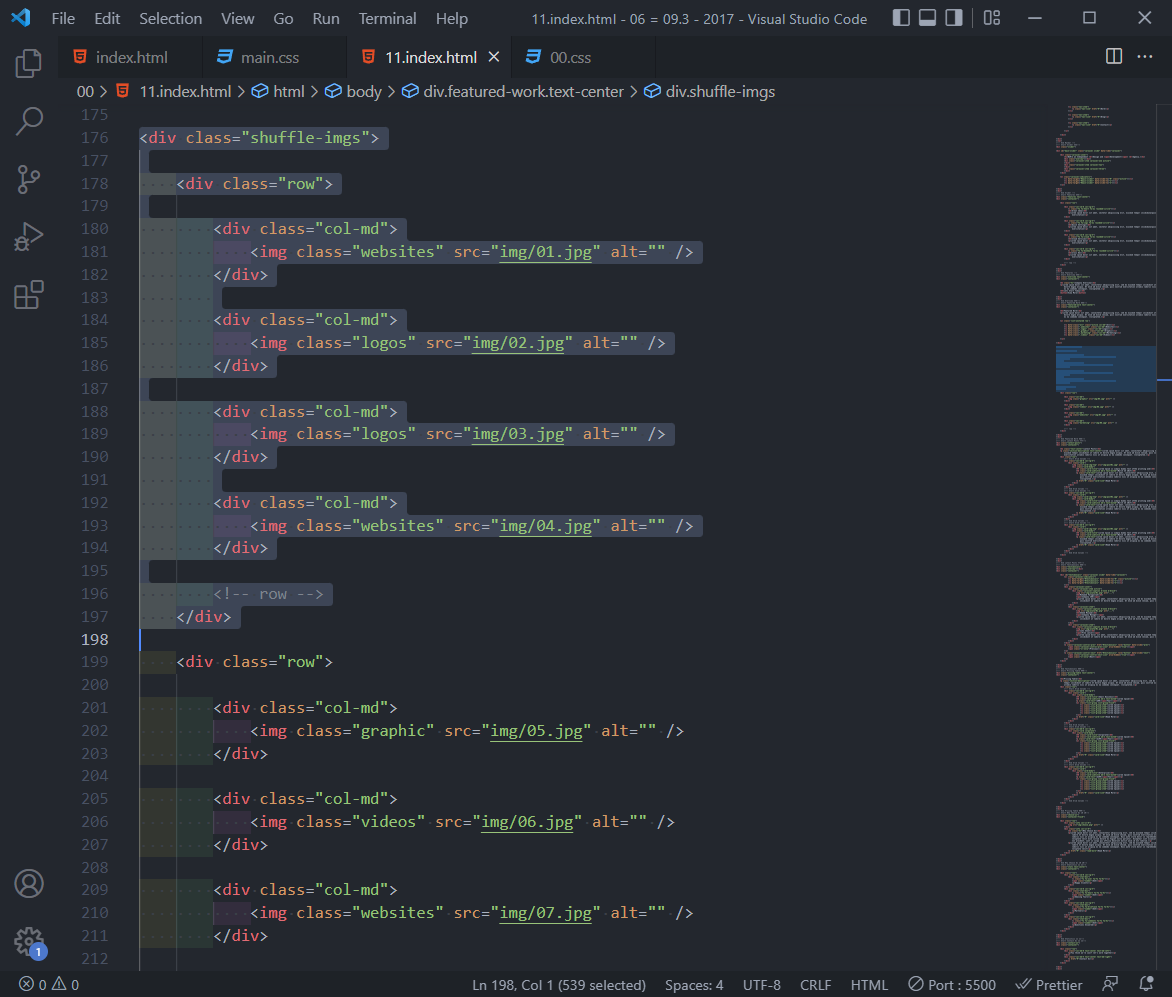 File Edit Selection View Go Run Terminal Help 11.index.html - 06 = 09.3 - 2017 - Visual Studio Code
index.html main.css 11.index.html 00.css
00 > 11.index.html > html > body > div.featured-work.text-center > div.shuffle-imgs
175
176 <div class="shuffle-imgs">
177
178 <div class="row">
179
180 <div class="col-md">
181 <img class="websites" src="img/01.jpg" alt="" />
182 </div>
183
184 <div class="col-md">
185 <img class="logos" src="img/02.jpg" alt="" />
186 </div>
187
188 <div class="col-md">
189 <img class="logos" src="img/03.jpg" alt="" />
190 </div>
191
192 <div class="col-md">
193 <img class="websites" src="img/04.jpg" alt="" />
194 </div>
195
196 <!-- row -->
197 </div>
198
199 <div class="row">
200
201 <div class="col-md">
202 <img class="graphic" src="img/05.jpg" alt="" />
203 </div>
204
205 <div class="col-md">
206 <img class="videos" src="img/06.jpg" alt="" />
207 </div>
208
209 <div class="col-md">
210 <img class="websites" src="img/07.jpg" alt="" />
211 </div>
212
1
0 0 Ln 198, Col 1 (539 selected) Spaces: 4 UTF-8 CRLF HTML Port : 5500 Prettier